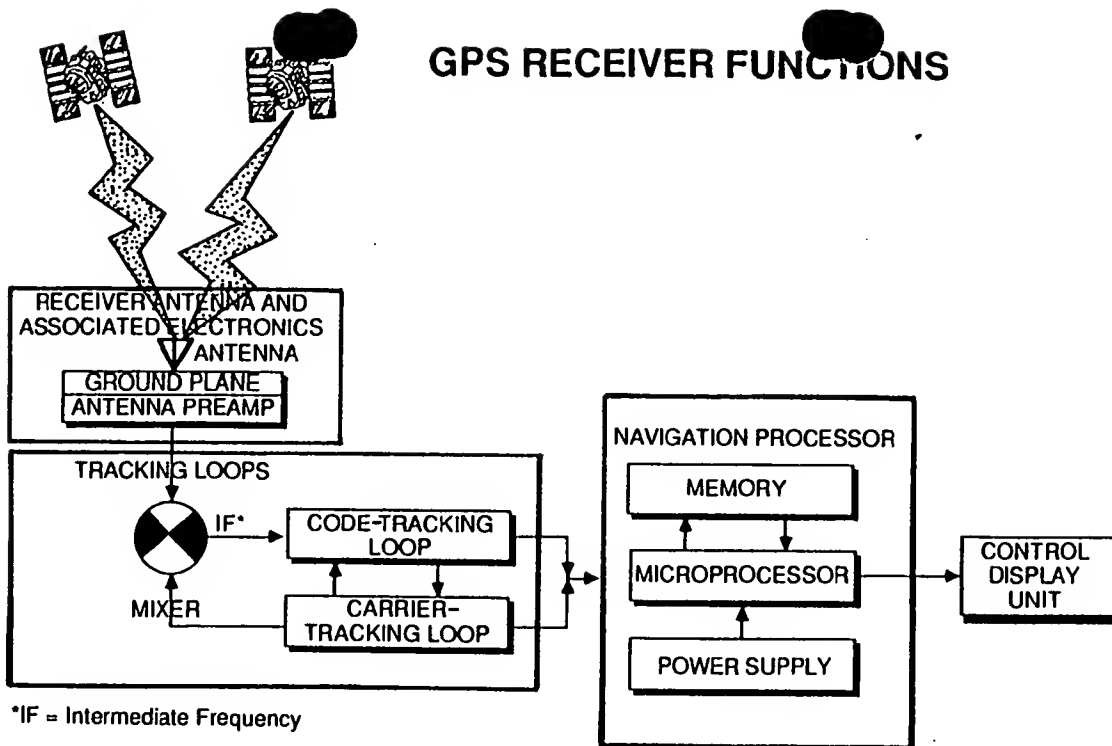 GPS RECEIVER FUNCTIONS
RECEIVER ANTENNA AND
ASSOCIATED ELECTRONICS
ANTENNA
GROUND PLANE
ANTENNA PREAMP
TRACKING LOOPS
IF*
CODE-TRACKING
LOOP
MIXER
CARRIER-
TRACKING LOOP
NAVIGATION PROCESSOR
MEMORY
MICROPROCESSOR
POWER SUPPLY
CONTROL
DISPLAY
UNIT
*IF = Intermediate Frequency